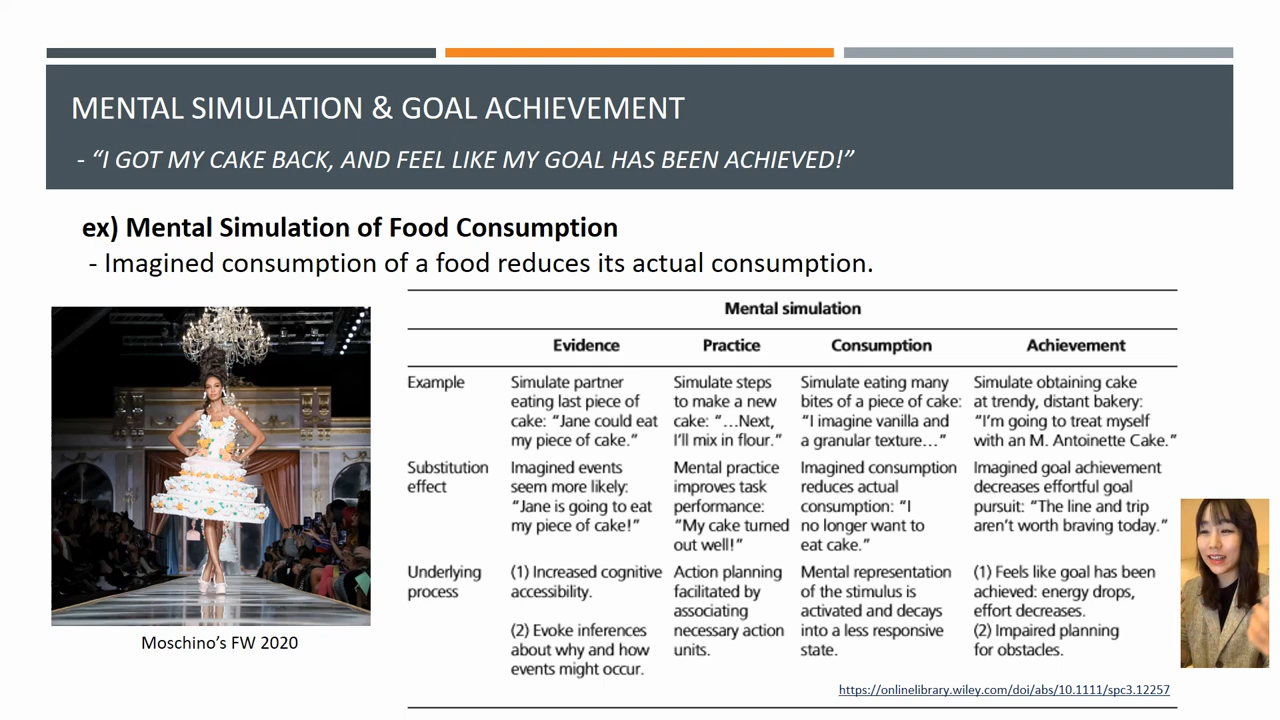 MENTAL SIMULATION & GOAL ACHIEVEMENT
- “I GOT MY CAKE BACK, AND FEEL LIKE MY GOAL HAS BEEN ACHIEVED!”
ex) Mental Simulation of Food Consumption
- Imagined consumption of a food reduces its actual consumption.
Mental simulation
Evidence Practice Consumption Achievement
Example Simulate partner Simulate steps Simulate eating many Simulate obtaining cake
eating last piece of to make a new bites of a piece of cake: at trendy, distant bakery:
cake: “Jane could eat cake: “…Next, “I imagine vanilla and “I’m going to treat myself
my piece of cake.” I’ll mix in flour.” a granular texture…” with an M. Antoinette Cake.”
Substitution Imagined events Mental practice Imagined consumption Imagined goal achievement
effect seem more likely: improves task reduces actual decreases effortful goal
“Jane is going to eat performance: consumption: “I pursuit: “The line and trip
my piece of cake!” “My cake turned no longer want to aren’t worth braving today.”
out well!” eat cake.”
Underlying (1) Increased cognitive Action planning Mental representation (1) Feels like goal has been
process accessibility. facilitated by of the stimulus is achieved: energy drops,
associating activated and decays effort decreases.
(2) Evoke inferences necessary action into a less responsive (2) Impaired planning
about why and how units. state. for obstacles.
events might occur.
Moschino’s FW 2020
https://onlinelibrary.wiley.com/doi/abs/10.1111/spc3.12257